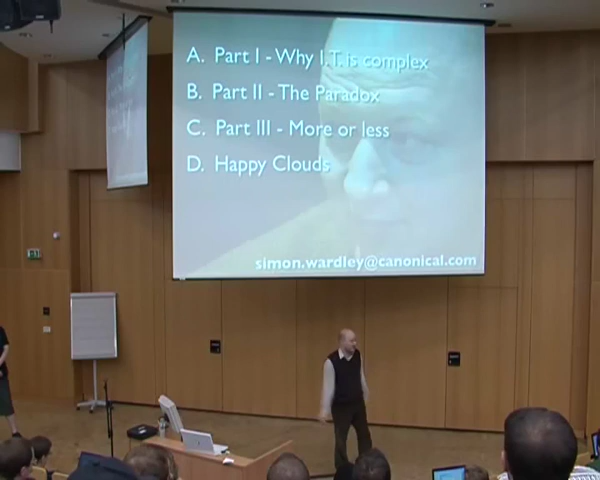 A. Part I - Why I.T. is complex
B. Part II - The Paradox
C. Part III - More or less
D. Happy Clouds
simon.wardley@canonical.com